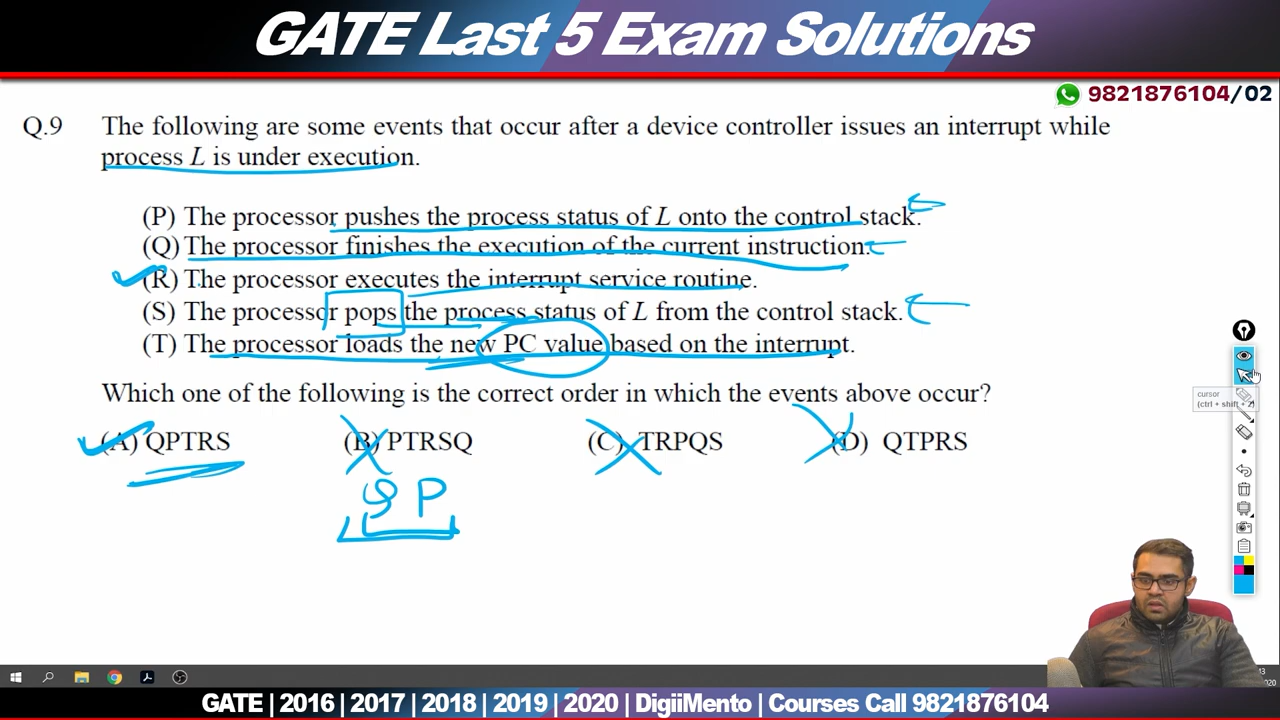 GATE Last 5 Exam Solutions
9821876104/02
Q.9 The following are some events that occur after a device controller issues an interrupt while
process L is under execution.
(P) The processor pushes the process status of L onto the control stack.
(Q) The processor finishes the execution of the current instruction.
(R) The processor executes the interrupt service routine.
(S) The processor pops the process status of L from the control stack.
(T) The processor loads the new PC value based on the interrupt.
cursor
(ctrl + shift + 2)
Which one of the following is the correct order in which the events above occur?
(A) QPTRS (B) PTRSQ (C) TRPQS (D) QTPRS
Q P
GATE | 2016 | 2017 | 2018 | 2019 | 2020 | DigiiMento | Courses Call 9821876104